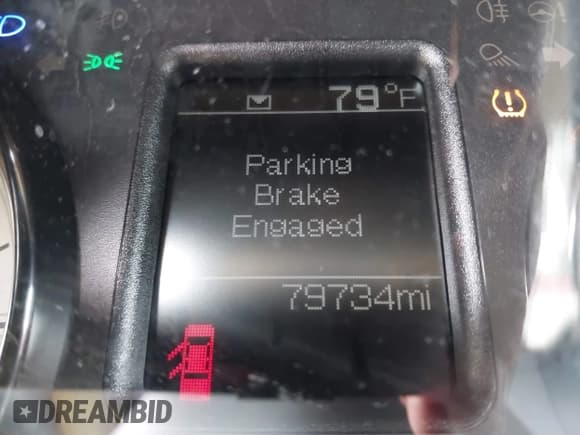 79°F
Parking
Brake
Engaged
79734mi
DREAMBID